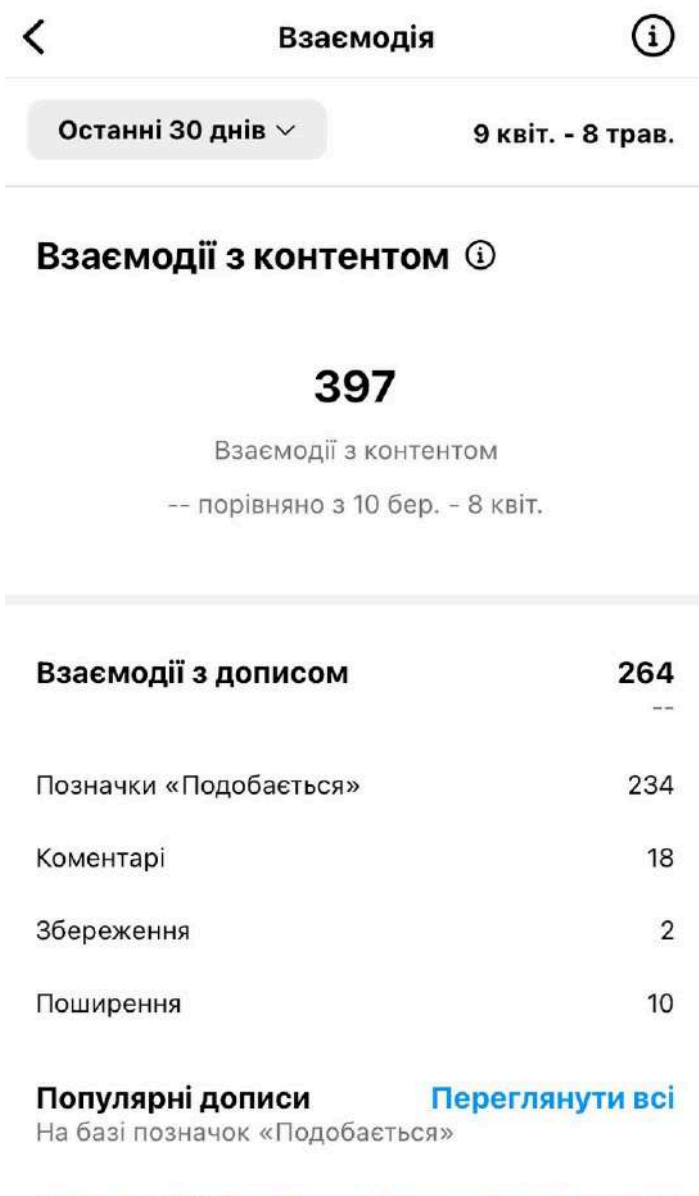 Взаємодія
Останні 30 днів
9 квіт. - 8 трав.
Взаємодії з контентом
397
Взаємодії з контентом
-- порівняно з 10 бер. - 8 квіт.
Взаємодії з дописом 264
--
Позначки «Подобається» 234
Коментарі 18
Збереження 2
Поширення 10
Популярні дописи Переглянути всі
На базі позначок «Подобається»